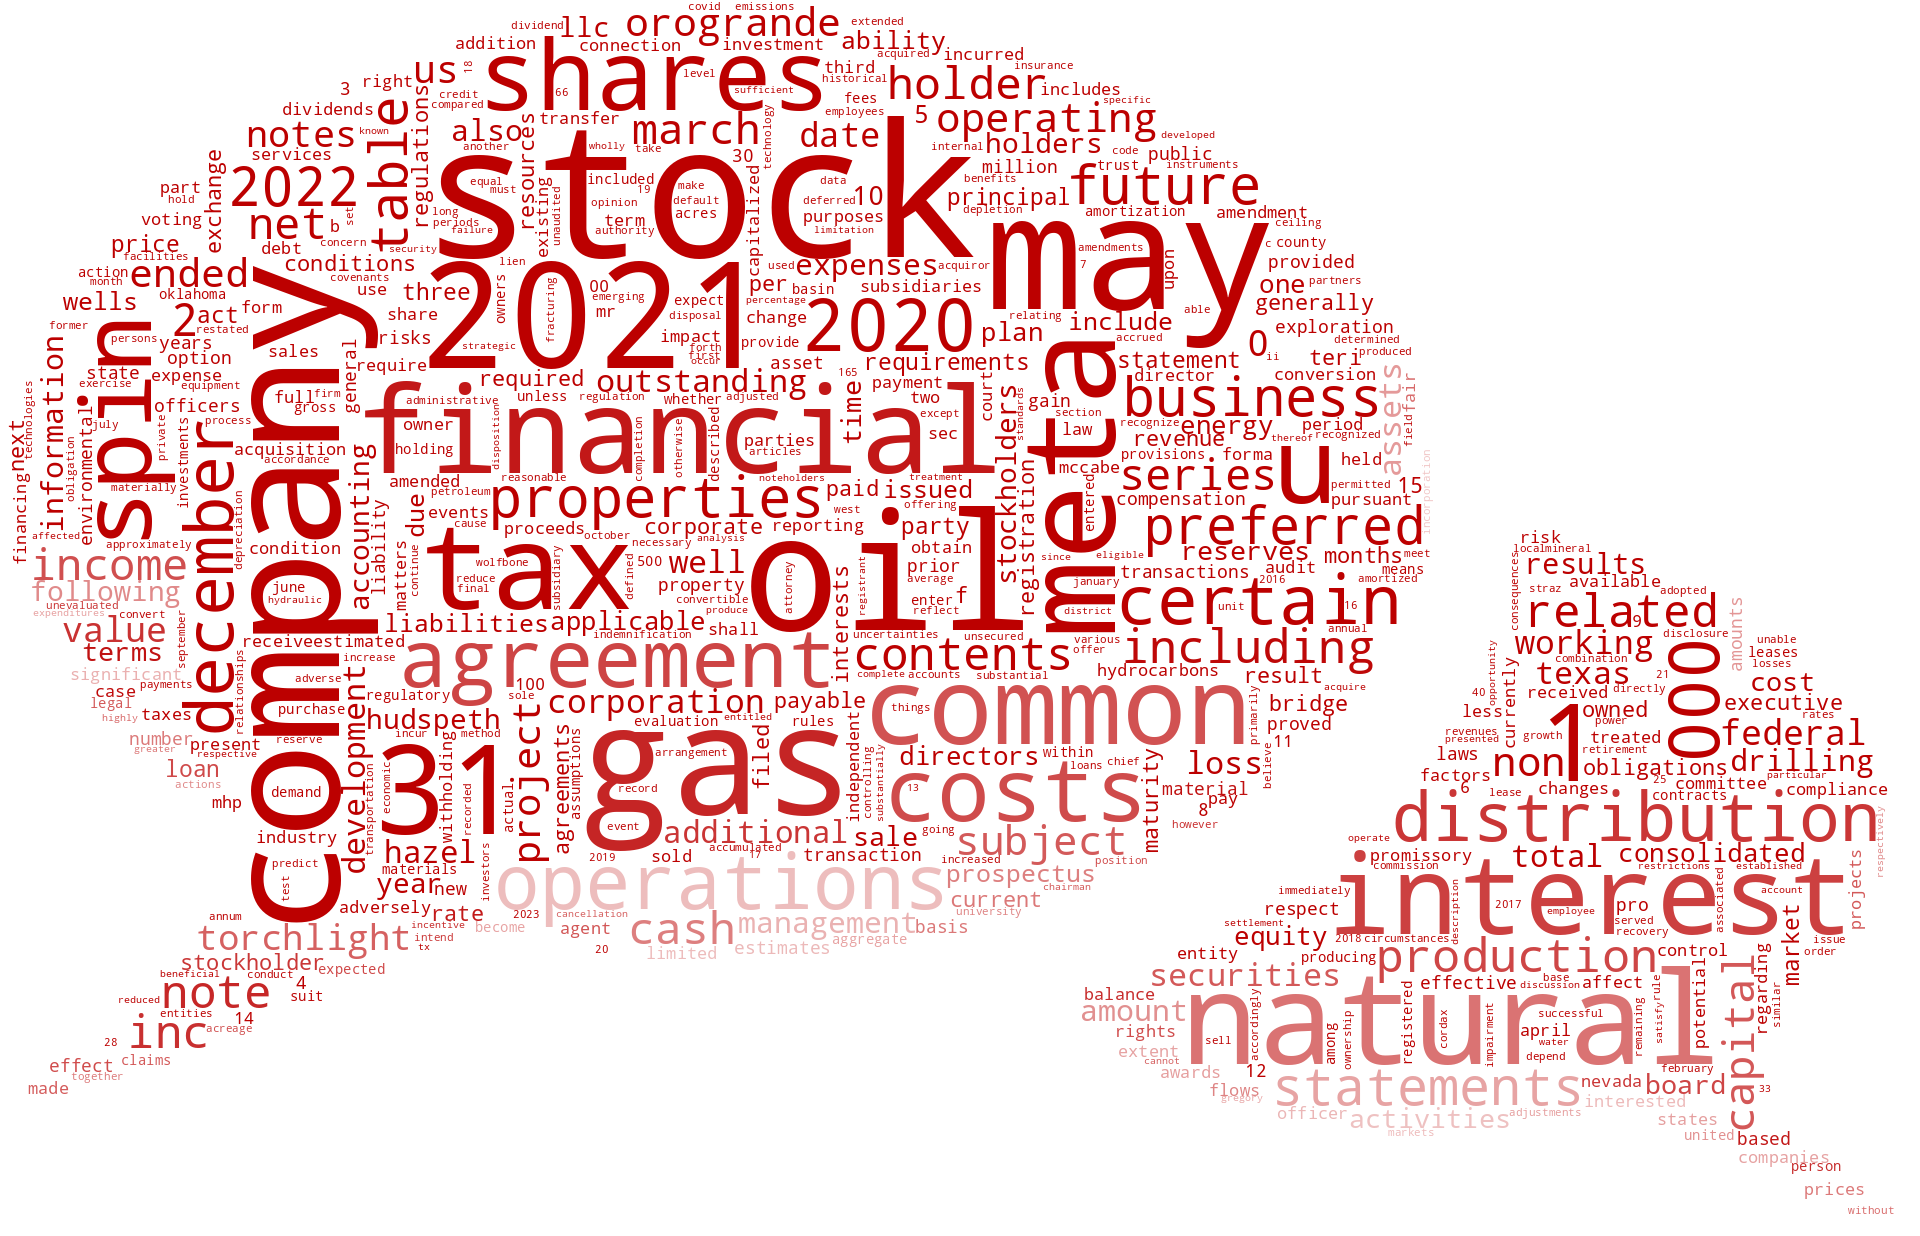 covid emissions
dividend llc orogrande extended
addition connection investment ability
us 18 shares level acquired incurred
3 right credit compared 66 sufficient third historical holder insurance includes
dividends regulations transfer fees employees 5 specific
notes known table also march date operating
services another wholly take technology internal holders code developed
exchange resources stock 30 million trust public instruments
part 2022 equal must included 19 make data benefits
hold long existing opinion default deferred 10 principal future
voting net b set periods term acres purposes depletion amortization amendment
price debt concern failure unaudited authority capitalized limitation may ceiling
facilities security lien used expenses acquiror amendments c county
action ended conditions 2021 per basin 7 upon provided
month covenants owners 00 emerging expect percentage subsidiaries one partners
wells oklahoma form use three fracturing mr disposal change 2020 relating able generally
former spin 2 act share impact plan include exploration
persons restated risks strategic forth first occur provide accrued determined
years company sales require asset requirements statement 0 ii teri produced
information state option general required outstanding 165 payment director conversion
exercise expense equipment full firm unless regulation whether adjusted two meta business assets
technologies officers gross administrative financial time court gain section fair
next environmental july private process owner otherwise except standards recognize energy period field
financing acquisition holding disposition completion described parties sec law revenue thereof recognized
obligation accordance articles stockholders provisions forma held
december investments amended reasonable noteholders treatment mccabe series u permitted 15 incorporation
materially accounting petroleum properties paid issued compensation pursuant
events due proceeds corporate west offering registration entered preferred
affected approximately depreciation liability cause october necessary reporting party risk
condition tax analysis oil obtain since eligible reserves months meet localmineral
income matters continue wolfbone 500 well prior transactions audit means results
following june reduce final subsidiary defined property attorney average january 2016 amortized straz available adopted
unevaluated hydraulic convertible registrant enter f certain consequences
expenditures convert produce reflect district unit 16 related amounts
value liabilities applicable shall interests uncertainties unsecured various annual 9 disclosure
terms september receive estimated indemnification contents offer including working unable
significant increase agreement complete accounts substantial hydrocarbons result opportunity combination leases
case payments relationships adverse regulatory sole 100 acquire texas 21 losses
legal taxes purchase development corporation payable common bridge 40 received directly cost
highly hudspeth evaluation entitled rules things proved less currently owned 000 executive
number present reserve incur method project arrangement gas primarily 11 revenues growth power rates
greater respective withholding agreements filed independent directors within loss presented treated federal
loan 31 assumptions controlling loans chief believe laws 1 retirement
actions economic actual record substantially 13 costs maturity material factors non obligations drilling
mhp demand transportation recorded pay 6 25 committee particular
8 lease changes contracts compliance
industry event additional going however distribution respectively
hazel 2019 accumulated sale subject operate
predict materials sold 17 transaction increased position promissory total consolidated
test year new investors operations prospectus commission restrictions established projects
adversely rate 2023 current chairman immediately interest account
annum incentive cancellation university respect description 2017 employee pro associated
torchlight intend become agent cash management basis settlement served
tx 20 limited estimates aggregate equity 2018 circumstances recovery market issue
stockholder expected entity producing production control order
beneficial conduct securities base regarding
note 4 suit balance effective discussion affect potential capital
reduced entities amount natural registered successful rule similar
inc 14 acreage rights accordingly among ownership cordax impairment april water remaining satisfy
28 extent sell depend
effect claims cannot
together awards 12 february
made flows statements nevada board 33
gregory officer activities adjustments interested
markets states
united based
companies person
prices
without